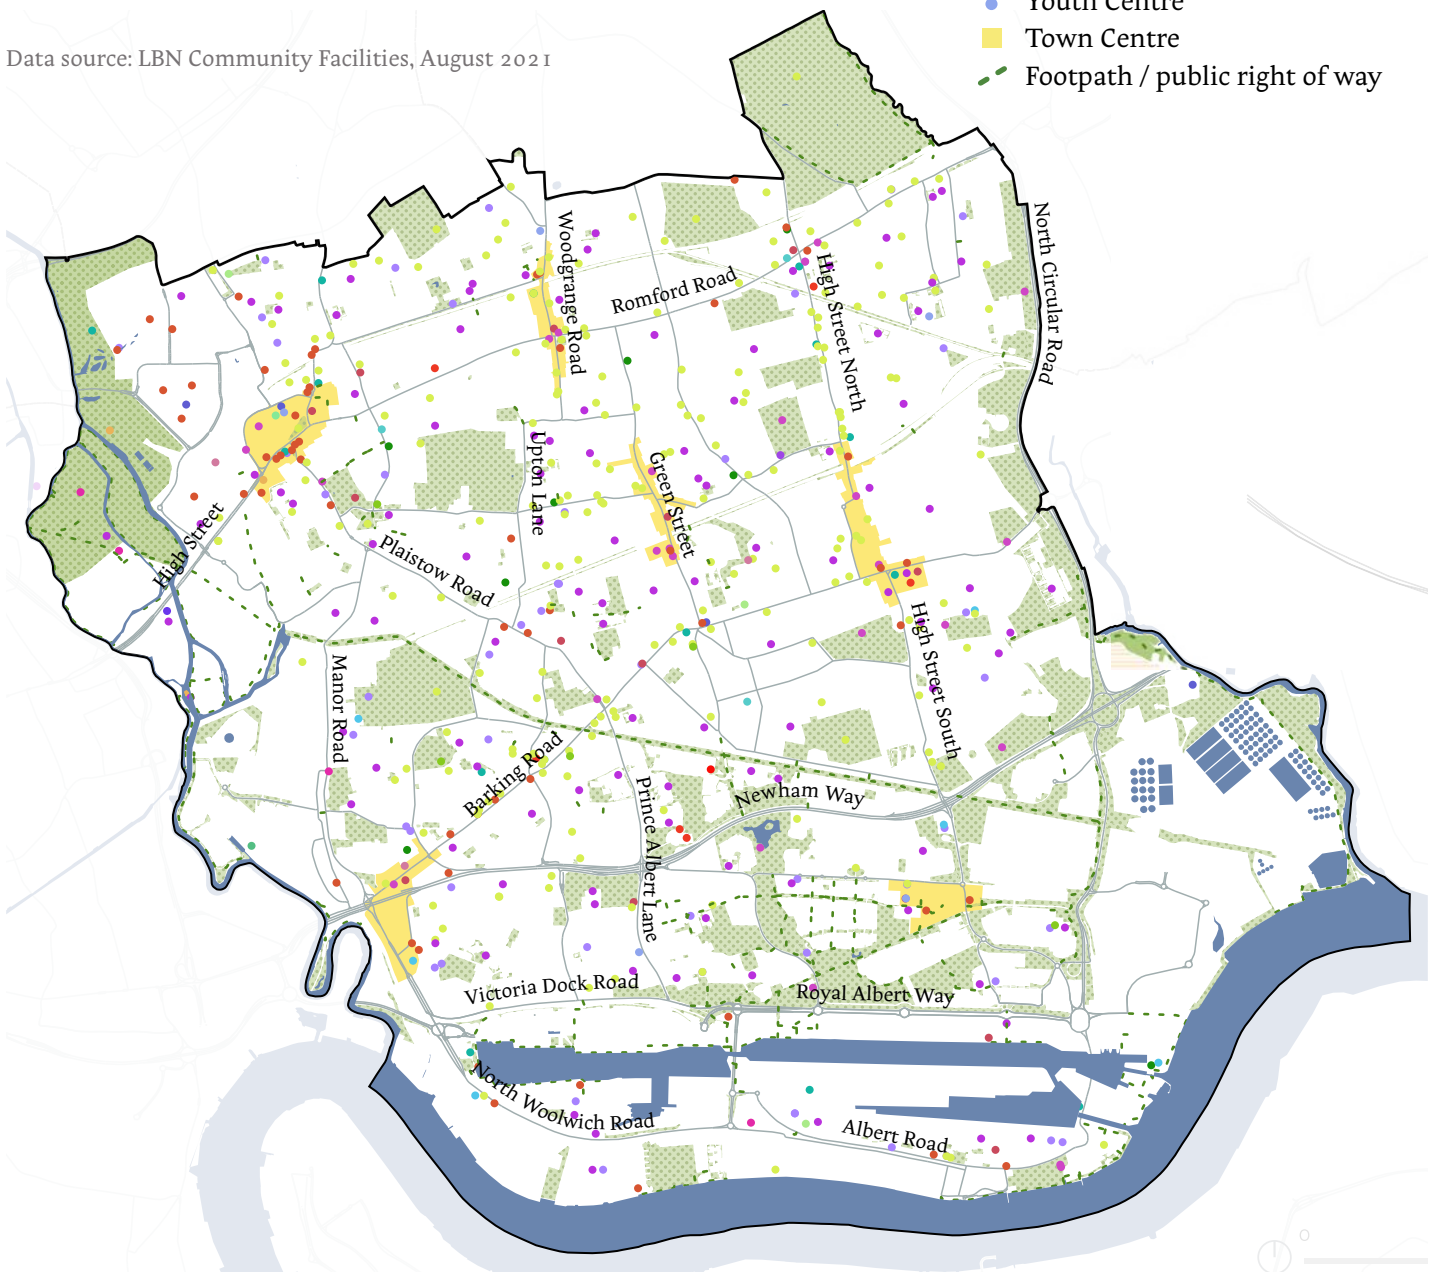 Youth Centre
Town Centre
Data source: LBN Community Facilities, August 2021
Footpath / public right of way
North Circular Road
Woodgrange Road
High Street North
Romford Road
Upton Lane
Green Street
High Street
Plaistow Road
High Street South
Manor Road
Barking Road
Prince Albert Lane
Newham Way
Victoria Dock Road
Royal Albert Way
North Woolwich Road
Albert Road